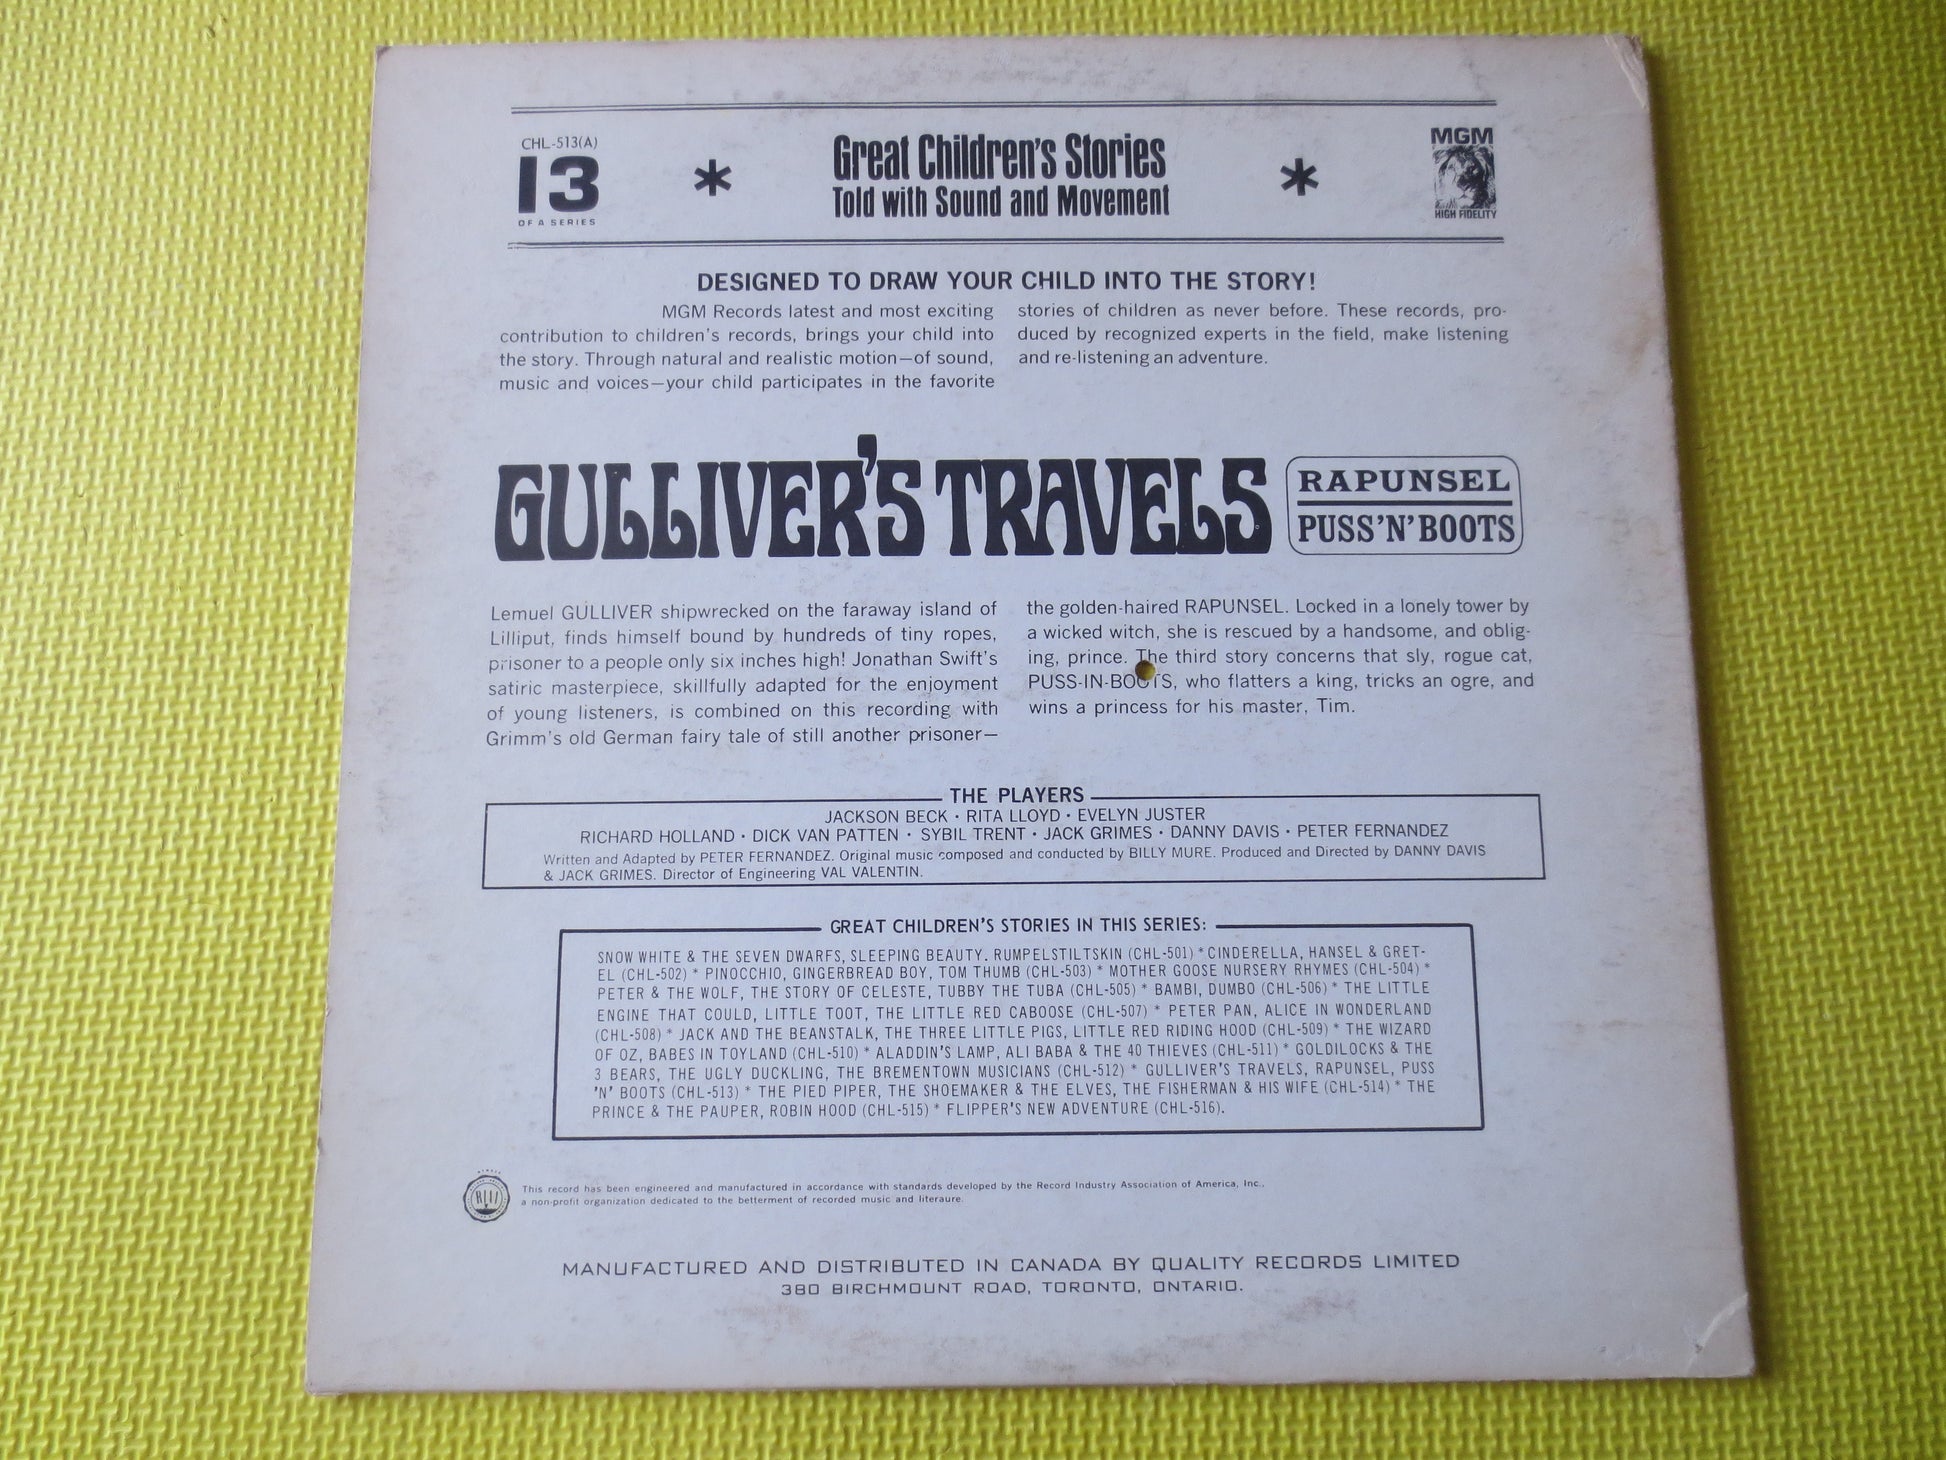 CHL-513(A)
13
OF A SERIES
* Great Children's Stories *
Told with Sound and Movement
MGM
HIGH FIDELITY
DESIGNED TO DRAW YOUR CHILD INTO THE STORY!
MGM Records latest and most exciting
contribution to children's records, brings your child into
the story. Through natural and realistic motion—of sound,
music and voices—your child participates in the favorite
stories of children as never before. These records, pro-
duced by recognized experts in the field, make listening
and re-listening an adventure.
GULLIVER'S TRAVELS
RAPUNSEL
PUSS'N'BOOTS
Lemuel GULLIVER shipwrecked on the faraway island of
Lilliput, finds himself bound by hundreds of tiny ropes,
prisoner to a people only six inches high! Jonathan Swift's
satiric masterpiece, skillfully adapted for the enjoyment
of young listeners, is combined on this recording with
Grimm's old German fairy tale of still another prisoner—
the golden-haired RAPUNSEL. Locked in a lonely tower by
a wicked witch, she is rescued by a handsome, and oblig-
ing, prince. The third story concerns that sly, rogue cat,
PUSS-IN-BOOTS, who flatters a king, tricks an ogre, and
wins a princess for his master, Tim.
THE PLAYERS
JACKSON BECK • RITA LLOYD • EVELYN JUSTER
RICHARD HOLLAND • DICK VAN PATTEN • SYBIL TRENT • JACK GRIMES • DANNY DAVIS • PETER FERNANDEZ
Written and Adapted by PETER FERNANDEZ. Original music composed and conducted by BILLY MURE. Produced and Directed by DANNY DAVIS
& JACK GRIMES. Director of Engineering VAL VALENTIN.
GREAT CHILDREN'S STORIES IN THIS SERIES:
SNOW WHITE & THE SEVEN DWARFS, SLEEPING BEAUTY. RUMPELSTILTSKIN (CHL-501) * CINDERELLA, HANSEL & GRET-
EL (CHL-502) * PINOCCHIO, GINGERBREAD BOY, TOM THUMB (CHL-503) * MOTHER GOOSE NURSERY RHYMES (CHL-504) *
PETER & THE WOLF, THE STORY OF CELESTE, TUBBY THE TUBA (CHL-505) * BAMBI, DUMBO (CHL-506) * THE LITTLE
ENGINE THAT COULD, LITTLE TOOT, THE LITTLE RED CABOOSE (CHL-507) * PETER PAN, ALICE IN WONDERLAND
(CHL-508) * JACK AND THE BEANSTALK, THE THREE LITTLE PIGS, LITTLE RED RIDING HOOD (CHL-509) * THE WIZARD
OF OZ, BABES IN TOYLAND (CHL-510) * ALADDIN'S LAMP, ALI BABA & THE 40 THIEVES (CHL-511) * GOLDILOCKS & THE
3 BEARS, THE UGLY DUCKLING, THE BREMENTOWN MUSICIANS (CHL-512) * GULLIVER'S TRAVELS, RAPUNSEL, PUSS
'N' BOOTS (CHL-513) * THE PIED PIPER, THE SHOEMAKER & THE ELVES, THE FISHERMAN & HIS WIFE (CHL-514) * THE
PRINCE & THE PAUPER, ROBIN HOOD (CHL-515) * FLIPPER'S NEW ADVENTURE (CHL-516).
This record has been engineered and manufactured in accordance with standards developed by the Record Industry Association of America, Inc.,
a non-profit organization dedicated to the betterment of recorded music and literaure.
MANUFACTURED AND DISTRIBUTED IN CANADA BY QUALITY RECORDS LIMITED
380 BIRCHMOUNT ROAD, TORONTO, ONTARIO.